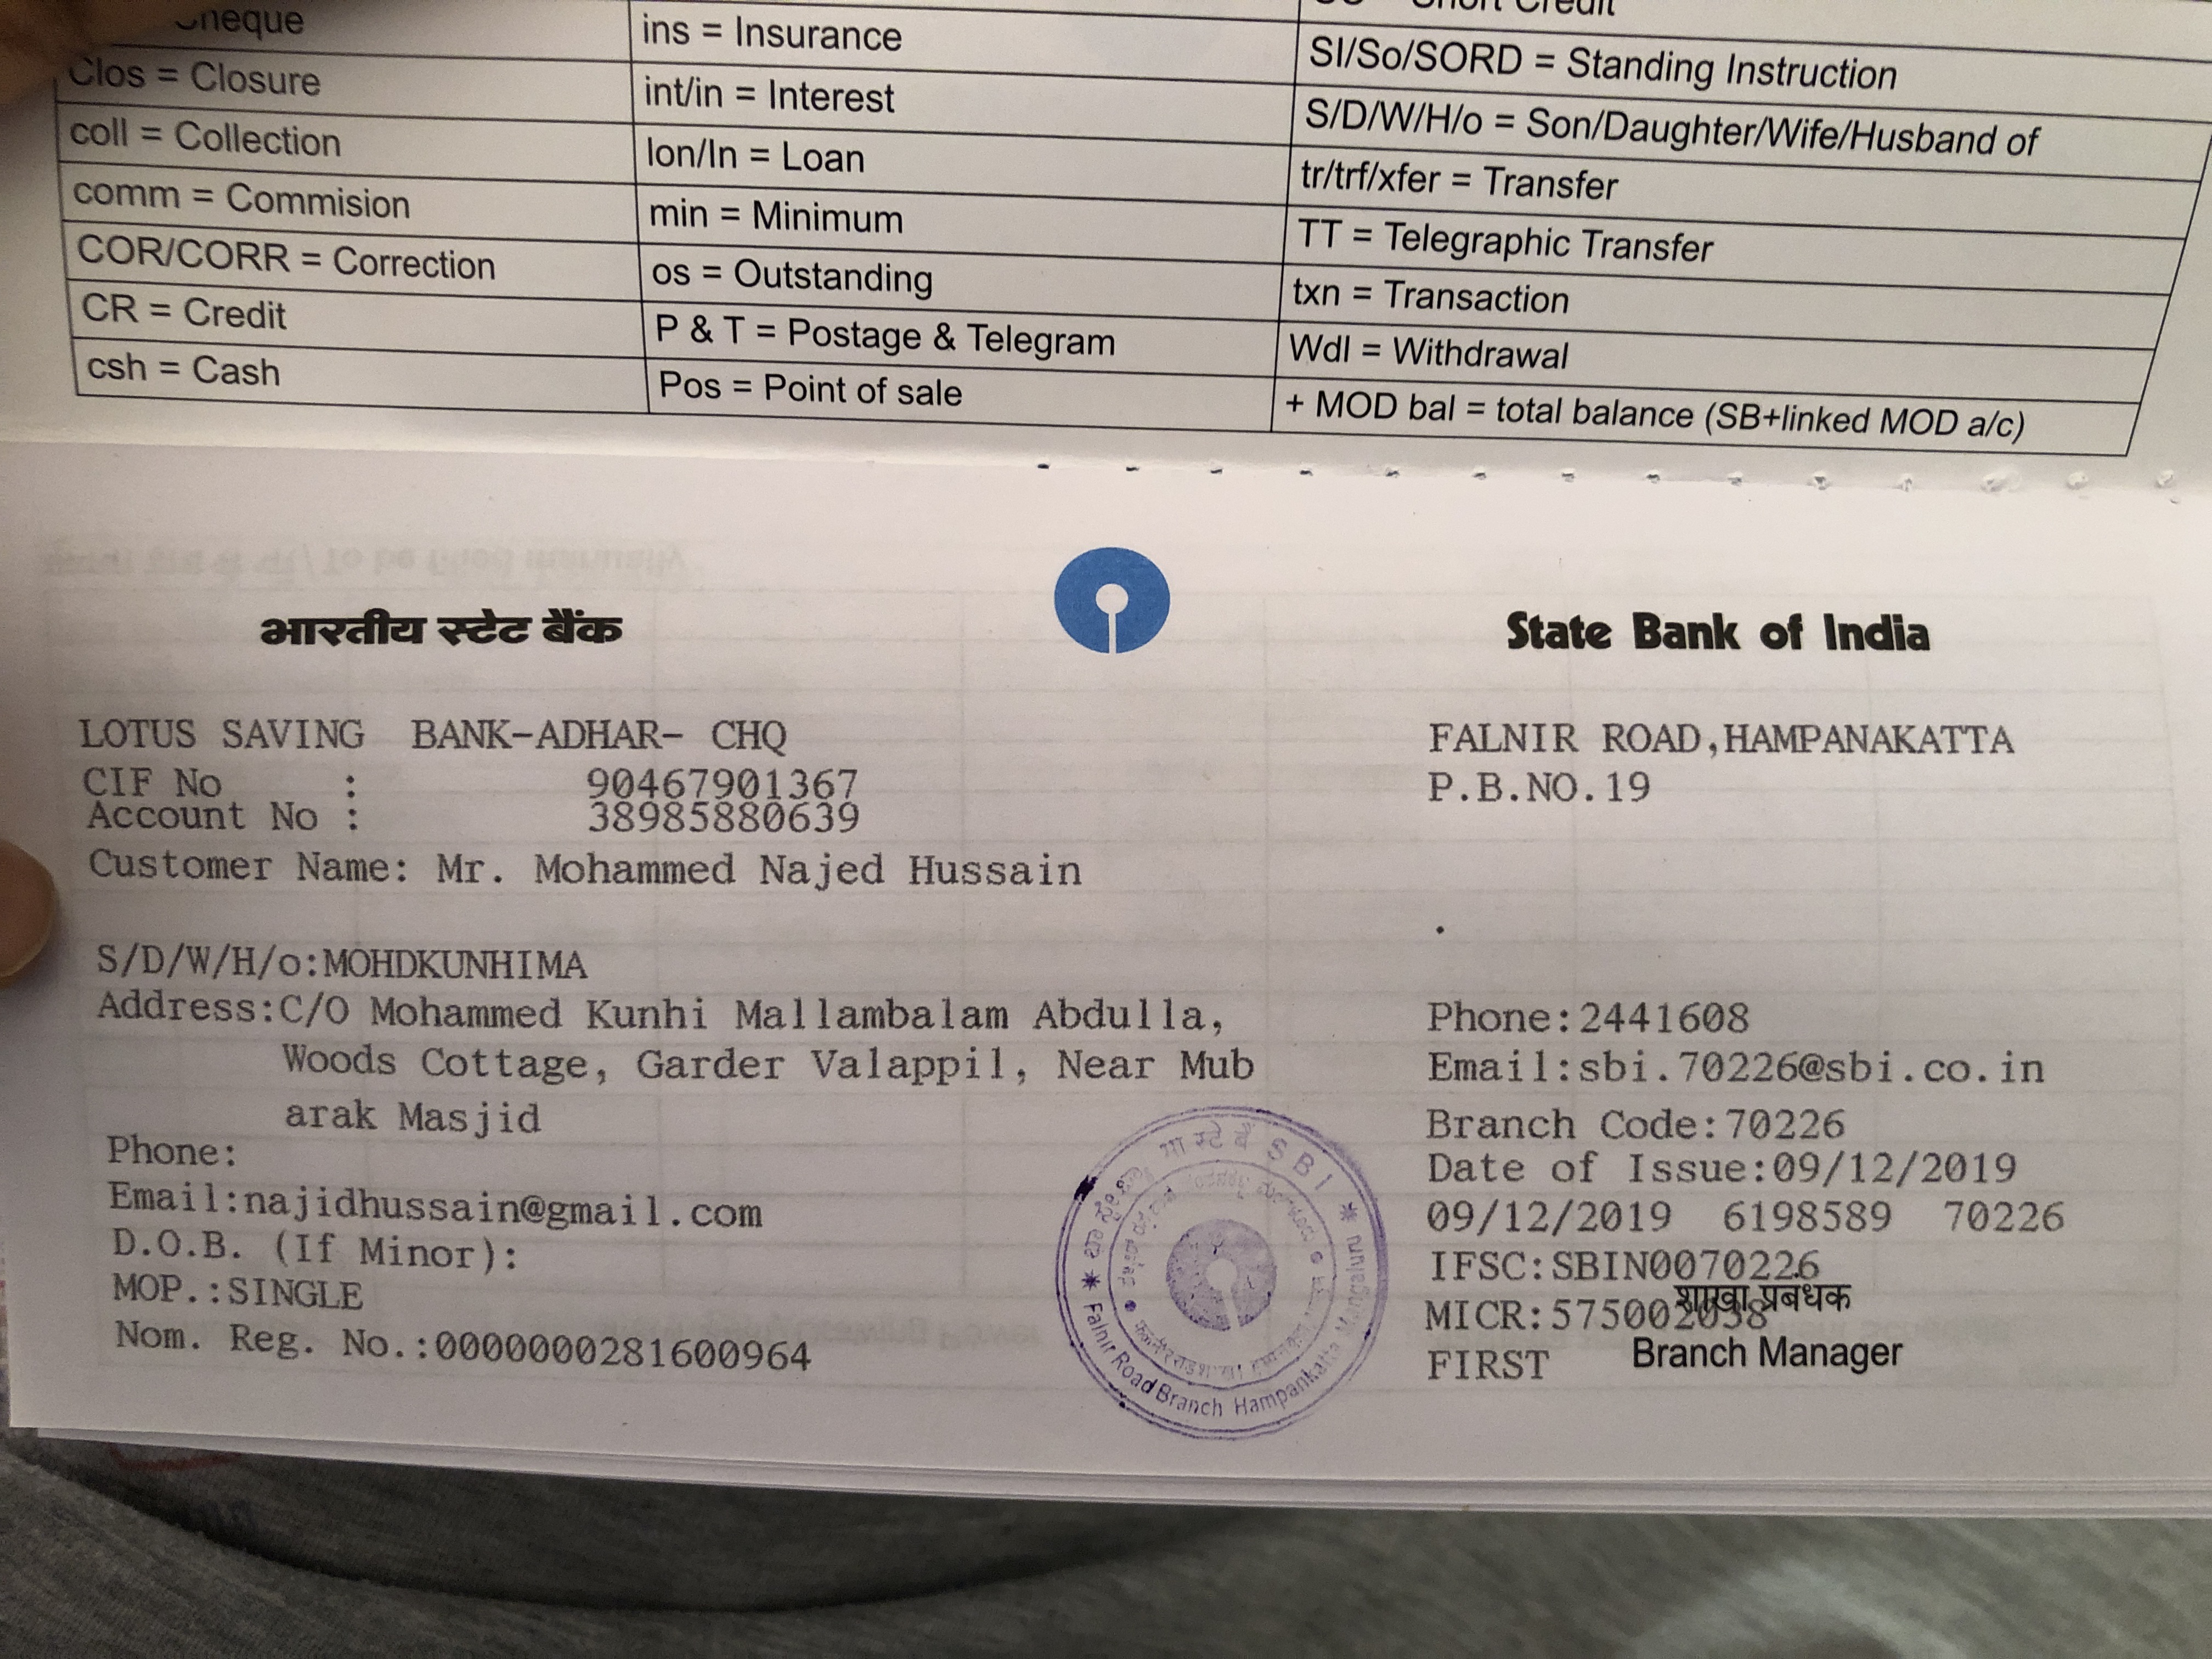 Cheque
Clos = Closure
coll = Collection
comm = Commision
COR/CORR = Correction
CR = Credit
csh = Cash
ins = Insurance
int/in = Interest
lon/ln = Loan
min = Minimum
os = Outstanding
P & T = Postage & Telegram
Pos = Point of sale
Short Credit
SI/So/SORD = Standing Instruction
S/D/W/H/o = Son/Daughter/Wife/Husband of
tr/trf/xfer = Transfer
TT = Telegraphic Transfer
txn = Transaction
Wdl = Withdrawal
+ MOD bal = total balance (SB+linked MOD a/c)
भारतीय स्टेट बैंक
State Bank of India
LOTUS SAVING BANK-ADHAR- CHQ
CIF No : 90467901367
Account No : 38985880639
Customer Name: Mr. Mohammed Najed Hussain
S/D/W/H/o:MOHDKUNHIMA
Address:C/O Mohammed Kunhi Mallambalam Abdulla,
Woods Cottage, Garder Valappil, Near Mub
arak Masjid
Phone:
Email:najidhussain@gmail.com
D.O.B. (If Minor):
MOP.:SINGLE
Nom. Reg. No.:0000000281600964
FALNIR ROAD,HAMPANAKATTA
P.B.NO.19
Phone:2441608
Email:sbi.70226@sbi.co.in
Branch Code:70226
Date of Issue:09/12/2019
09/12/2019 6198589 70226
IFSC:SBIN0070226
शाखा प्रबंधक
MICR:575002038
FIRST Branch Manager
भा स्टे बैं SBI
Falnir Road Branch Hampankatta Mangaluru